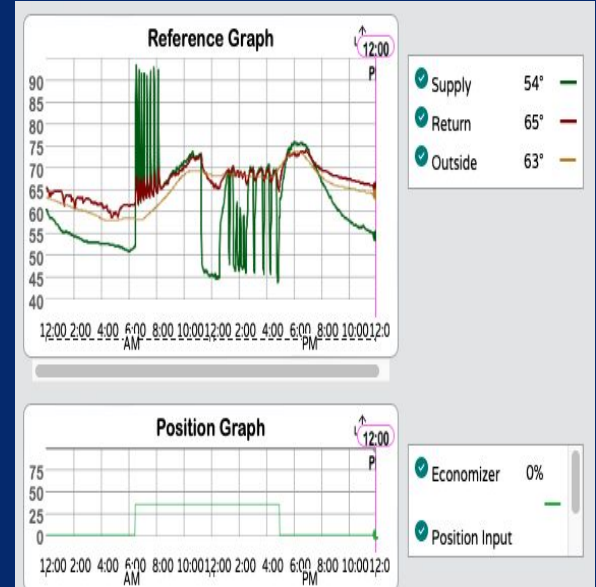 Reference Graph
12:00
P
90
85
80
75
70
65
60
55
50
45
40
12:00 2:00 4:00 6:00 8:00 10:00 12:00 2:00 4:00 6:00 8:00 10:00 12:0
AM PM
Supply 54°
Return 65°
Outside 63°
Position Graph
12:00
P
75
50
25
0
12:00 2:00 4:00 6:00 8:00 10:00 12:00 2:00 4:00 6:00 8:00 10:00 12:0
AM PM
Economizer 0%
Position Input